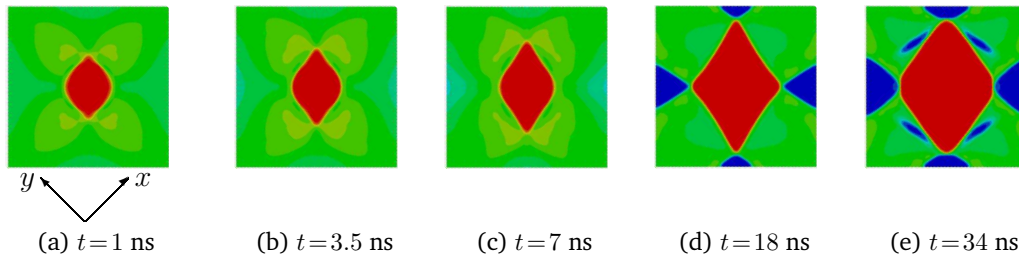 y x
(a) t=1 ns (b) t=3.5 ns (c) t=7 ns (d) t=18 ns (e) t=34 ns